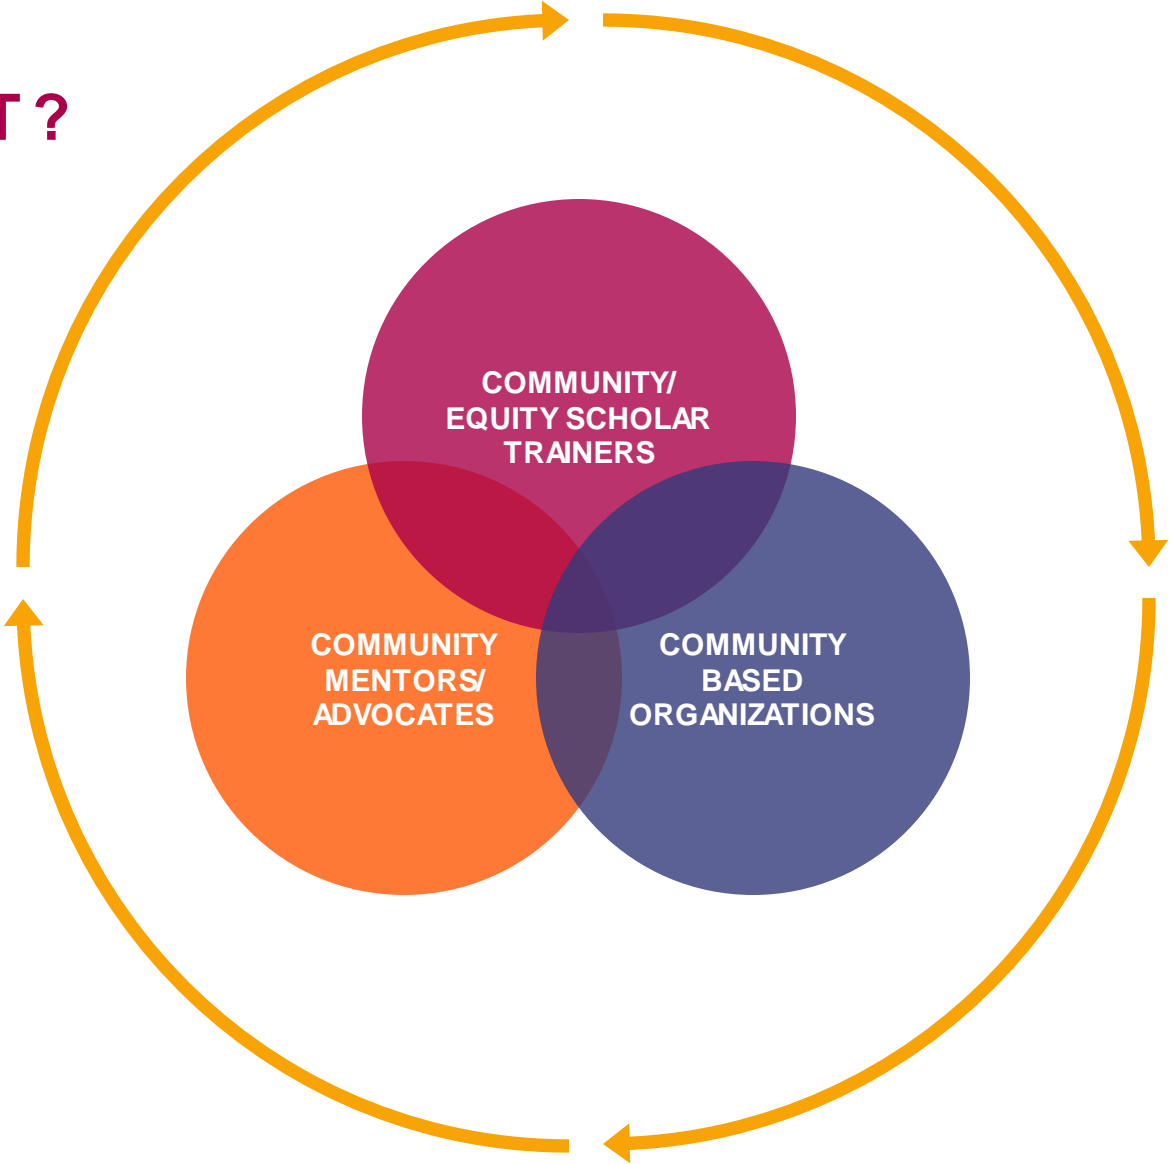 T?
COMMUNITY/
EQUITY SCHOLAR
TRAINERS
COMMUNITY
MENTORS/
ADVOCATES
COMMUNITY
BASED
ORGANIZATIONS